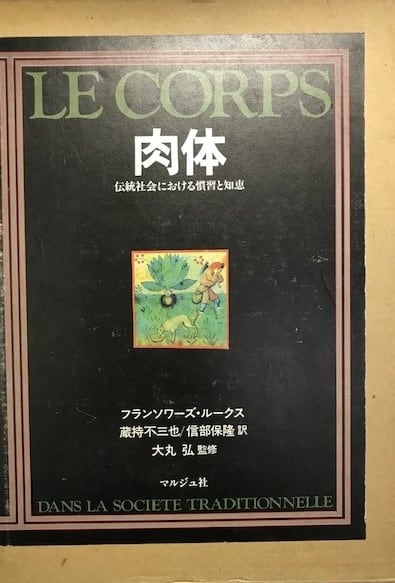 LE CORPS
肉体
伝統社会における慣習と知恵
フランソワーズ・ルークス
蔵持不三也/信部保隆 訳
大丸 弘 監修
マルジュ社
DANS LA SOCIETE TRADITIONNELLE